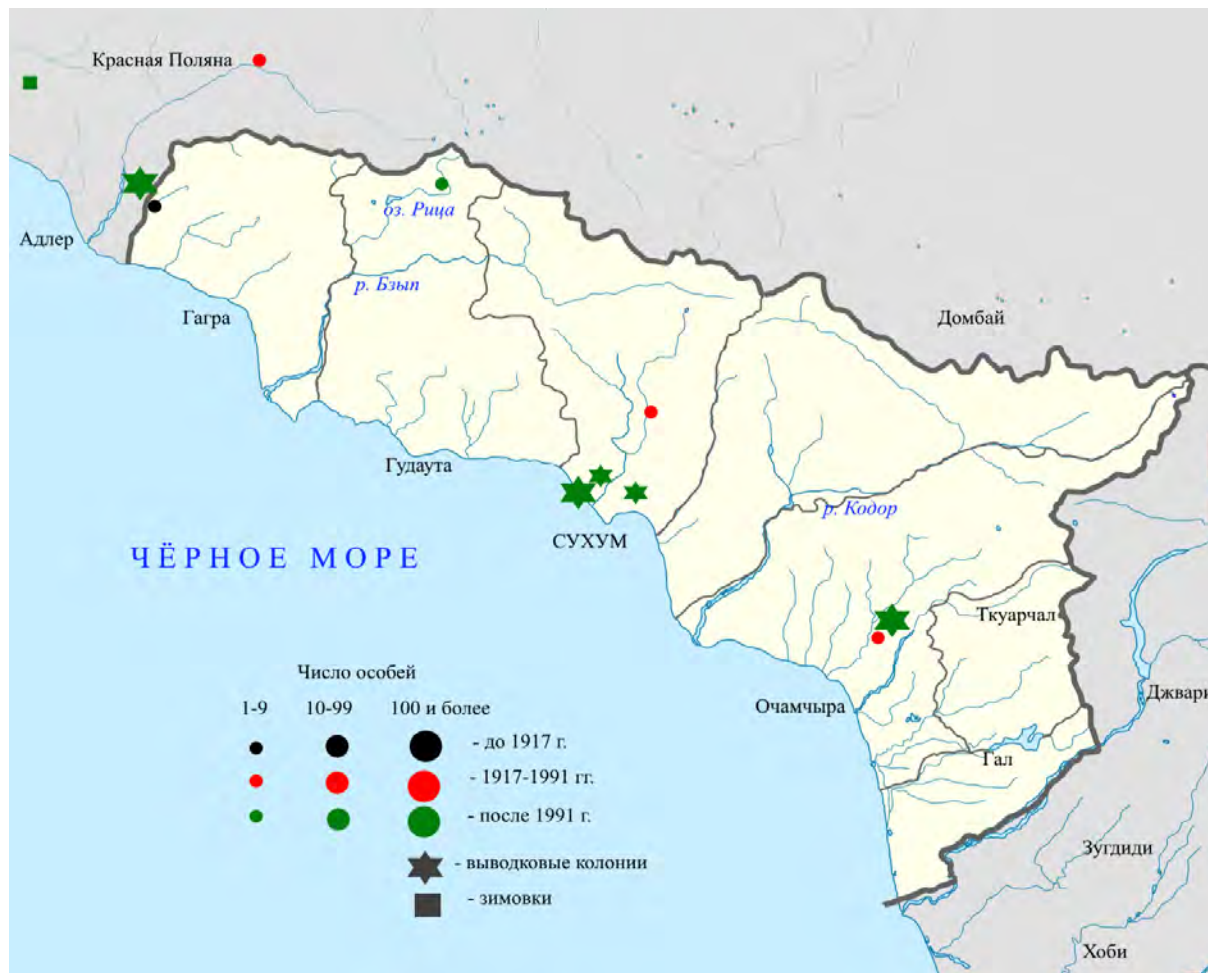 Красная Поляна
оз. Рица
Адлер
р. Бзып
Гагра
Домбай
Гудаута
р. Кодор
СУХУМ
ЧЁРНОЕ МОРЕ
Ткуарчал
Число особей
Джвари
1-9 10-99 100 и более
Очамчыра
- до 1917 г.
Гал
- 1917-1991 гг.
- после 1991 г.
Зугдиди
- выводковые колонии
- зимовки
Хоби